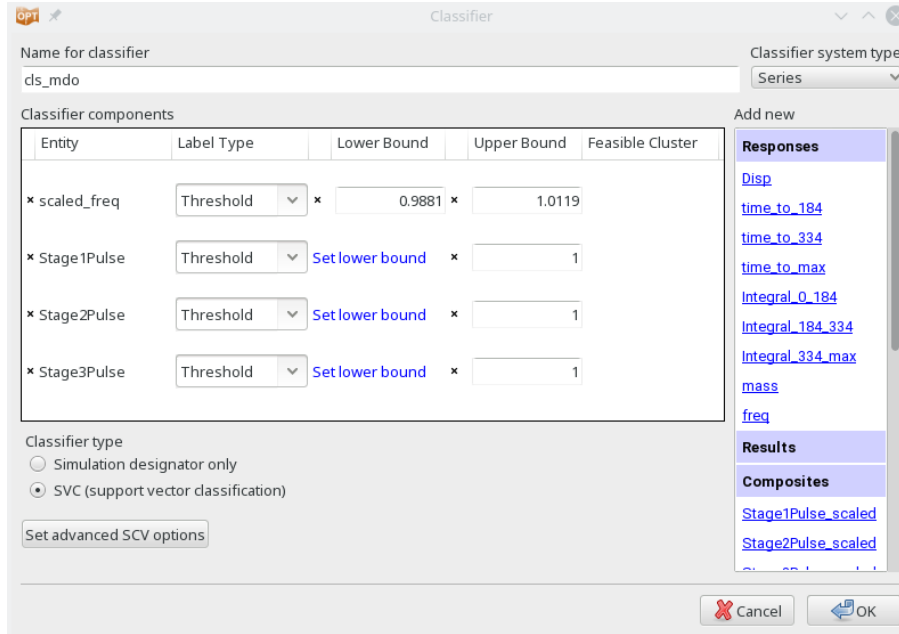 OPT
Classifier
Name for classifier
Classifier system type
cls_mdo
Series
Classifier components
Add new
Entity Label Type Lower Bound Upper Bound Feasible Cluster
scaled_freq Threshold 0.9881 1.0119
Stage1Pulse Threshold Set lower bound 1
Stage2Pulse Threshold Set lower bound 1
Stage3Pulse Threshold Set lower bound 1
Responses
Disp
time_to_184
time_to_334
time_to_max
Integral_0_184
Integral_184_334
Integral_334_max
mass
freq
Results
Composites
Stage1Pulse_scaled
Stage2Pulse_scaled
Classifier type
Simulation designator only
SVC (support vector classification)
Set advanced SCV options
Cancel
OK